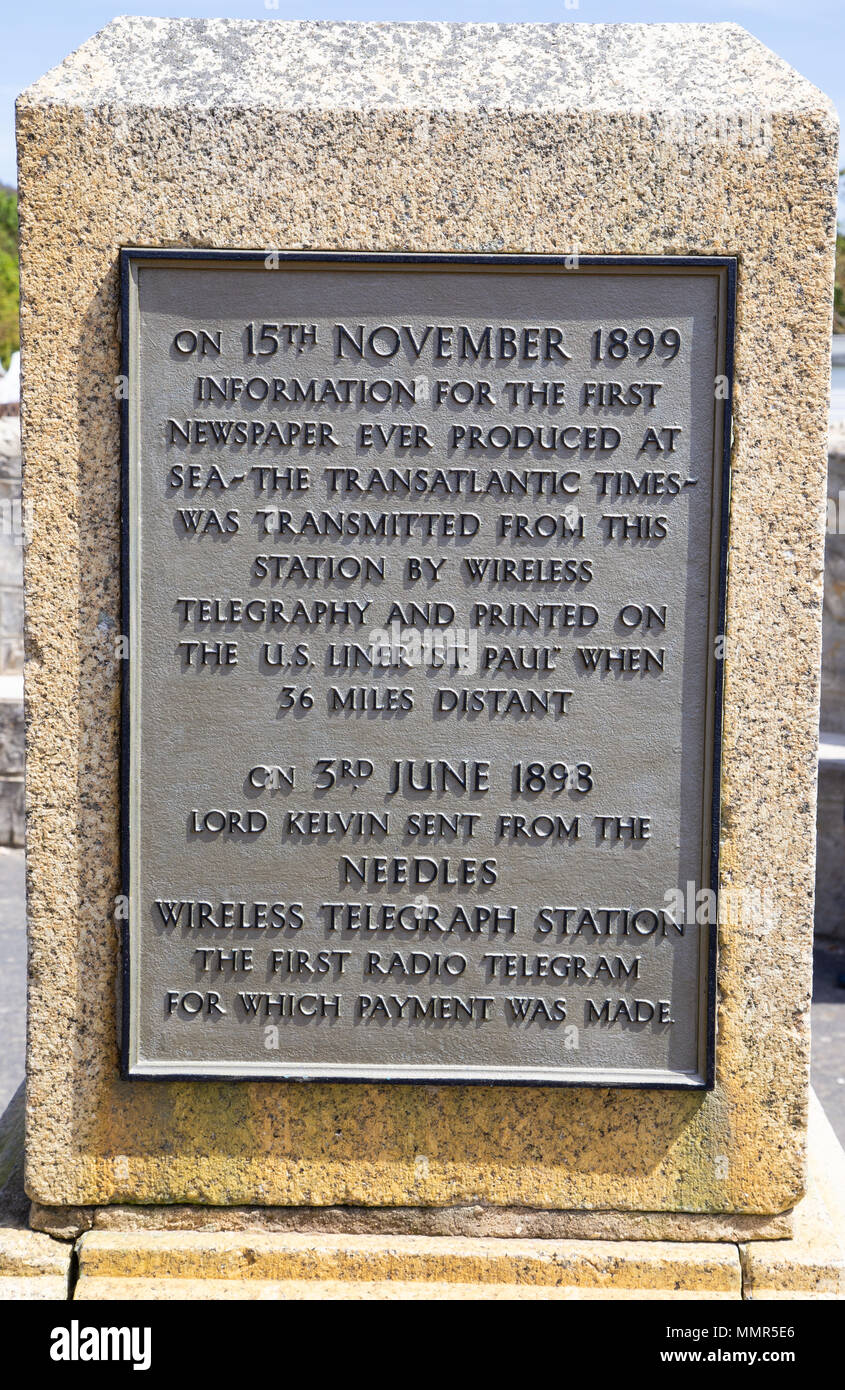 ON 15TH NOVEMBER 1899
INFORMATION FOR THE FIRST
NEWSPAPER EVER PRODUCED AT
SEA~THE TRANSATLANTIC TIMES~
WAS TRANSMITTED FROM THIS
STATION BY WIRELESS
TELEGRAPHY AND PRINTED ON
THE U.S. LINER "ST. PAUL" WHEN
36 MILES DISTANT
ON 3RD JUNE 1898
LORD KELVIN SENT FROM THE
NEEDLES
WIRELESS TELEGRAPH STATION
THE FIRST RADIO TELEGRAM
FOR WHICH PAYMENT WAS MADE.
alamy
alamy
Image ID: MMR5E6
www.alamy.com